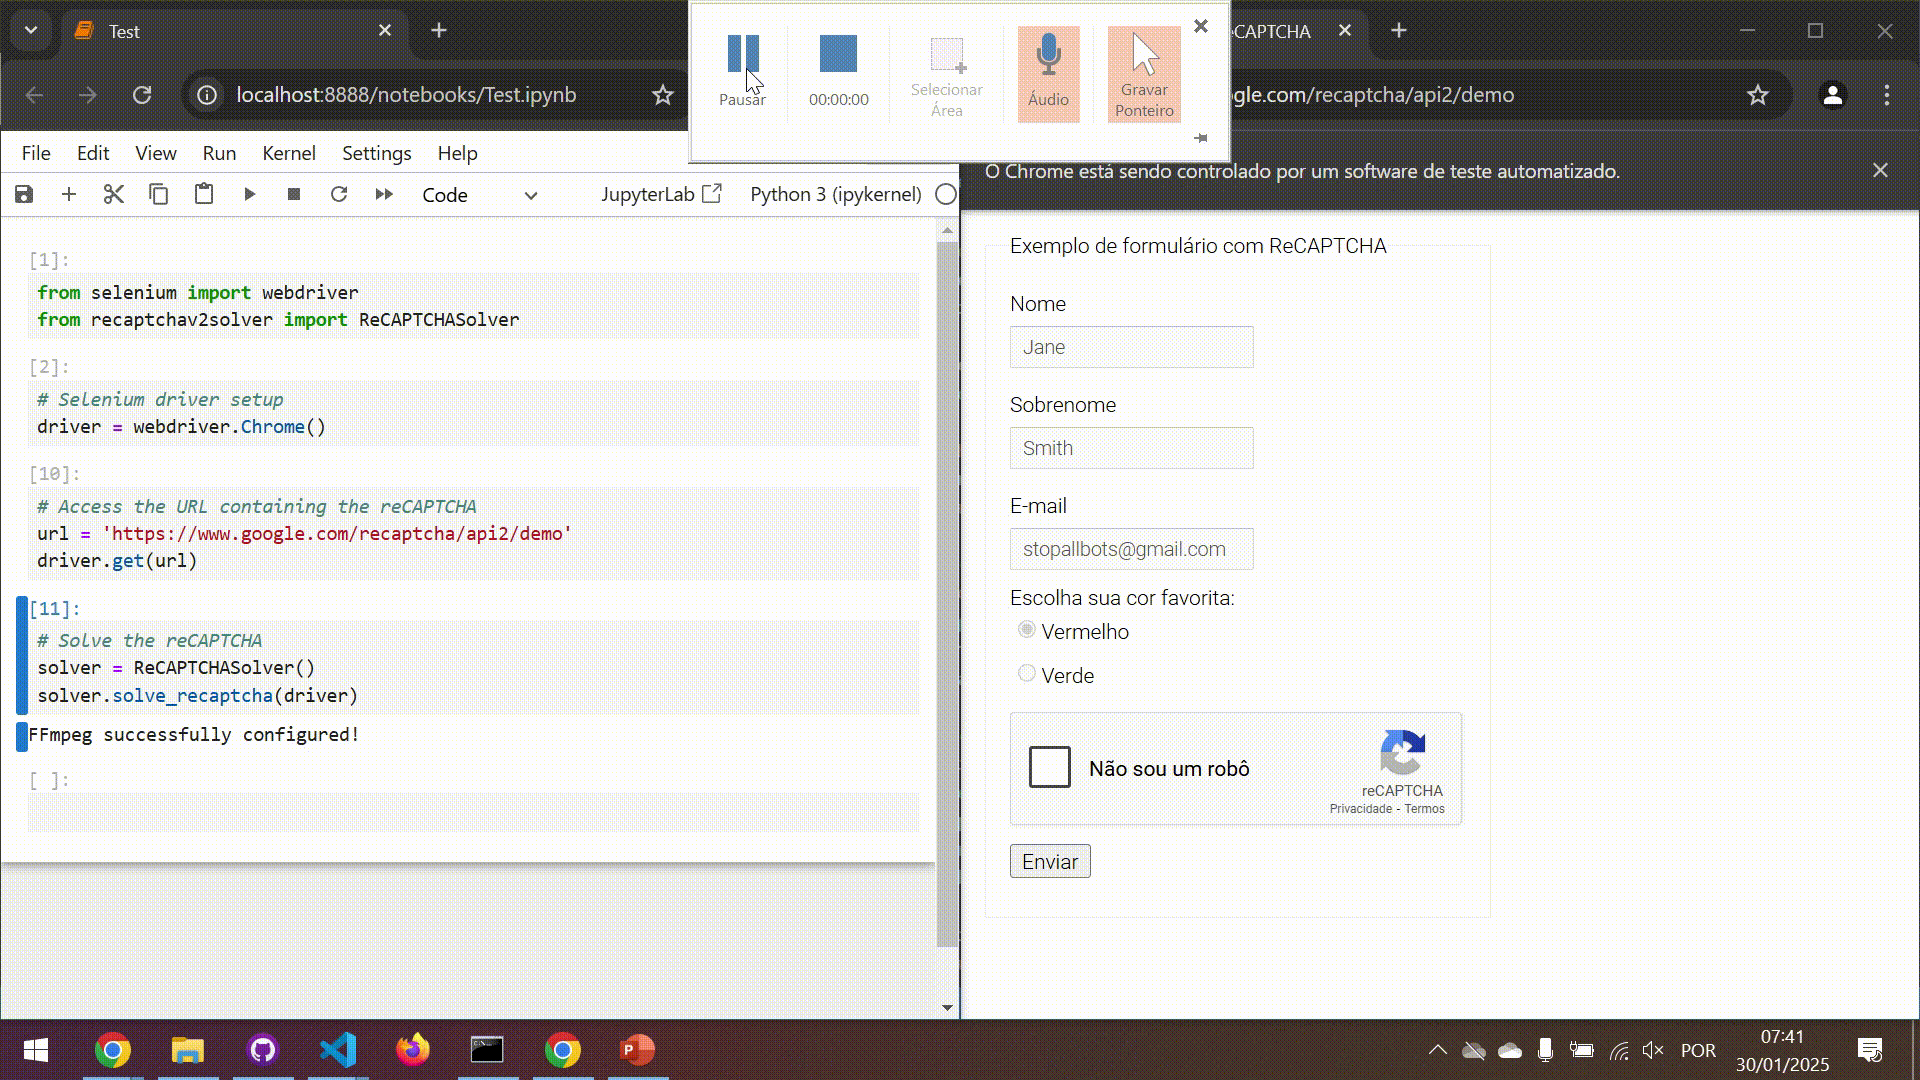 Test
localhost:8888/notebooks/Test.ipynb
File Edit View Run Kernel Settings Help
Code
JupyterLab
Python 3 (ipykernel)
[1]:
from selenium import webdriver
from recaptchav2solver import ReCAPTCHASolver
[2]:
# Selenium driver setup
driver = webdriver.Chrome()
[10]:
# Access the URL containing the reCAPTCHA
url = 'https://www.google.com/recaptcha/api2/demo'
driver.get(url)
[11]:
# Solve the reCAPTCHA
solver = ReCAPTCHASolver()
solver.solve_recaptcha(driver)
FFmpeg successfully configured!
[ ]:
Pausar
00:00:00
Selecionar
Área
Áudio
Gravar
Ponteiro
CAPTCHA
gle.com/recaptcha/api2/demo
O Chrome está sendo controlado por um software de teste automatizado.
Exemplo de formulário com ReCAPTCHA
Nome
Jane
Sobrenome
Smith
E-mail
stopallbots@gmail.com
Escolha sua cor favorita:
Vermelho
Verde
Não sou um robô
reCAPTCHA
Privacidade - Termos
Enviar
POR
07:41
30/01/2025